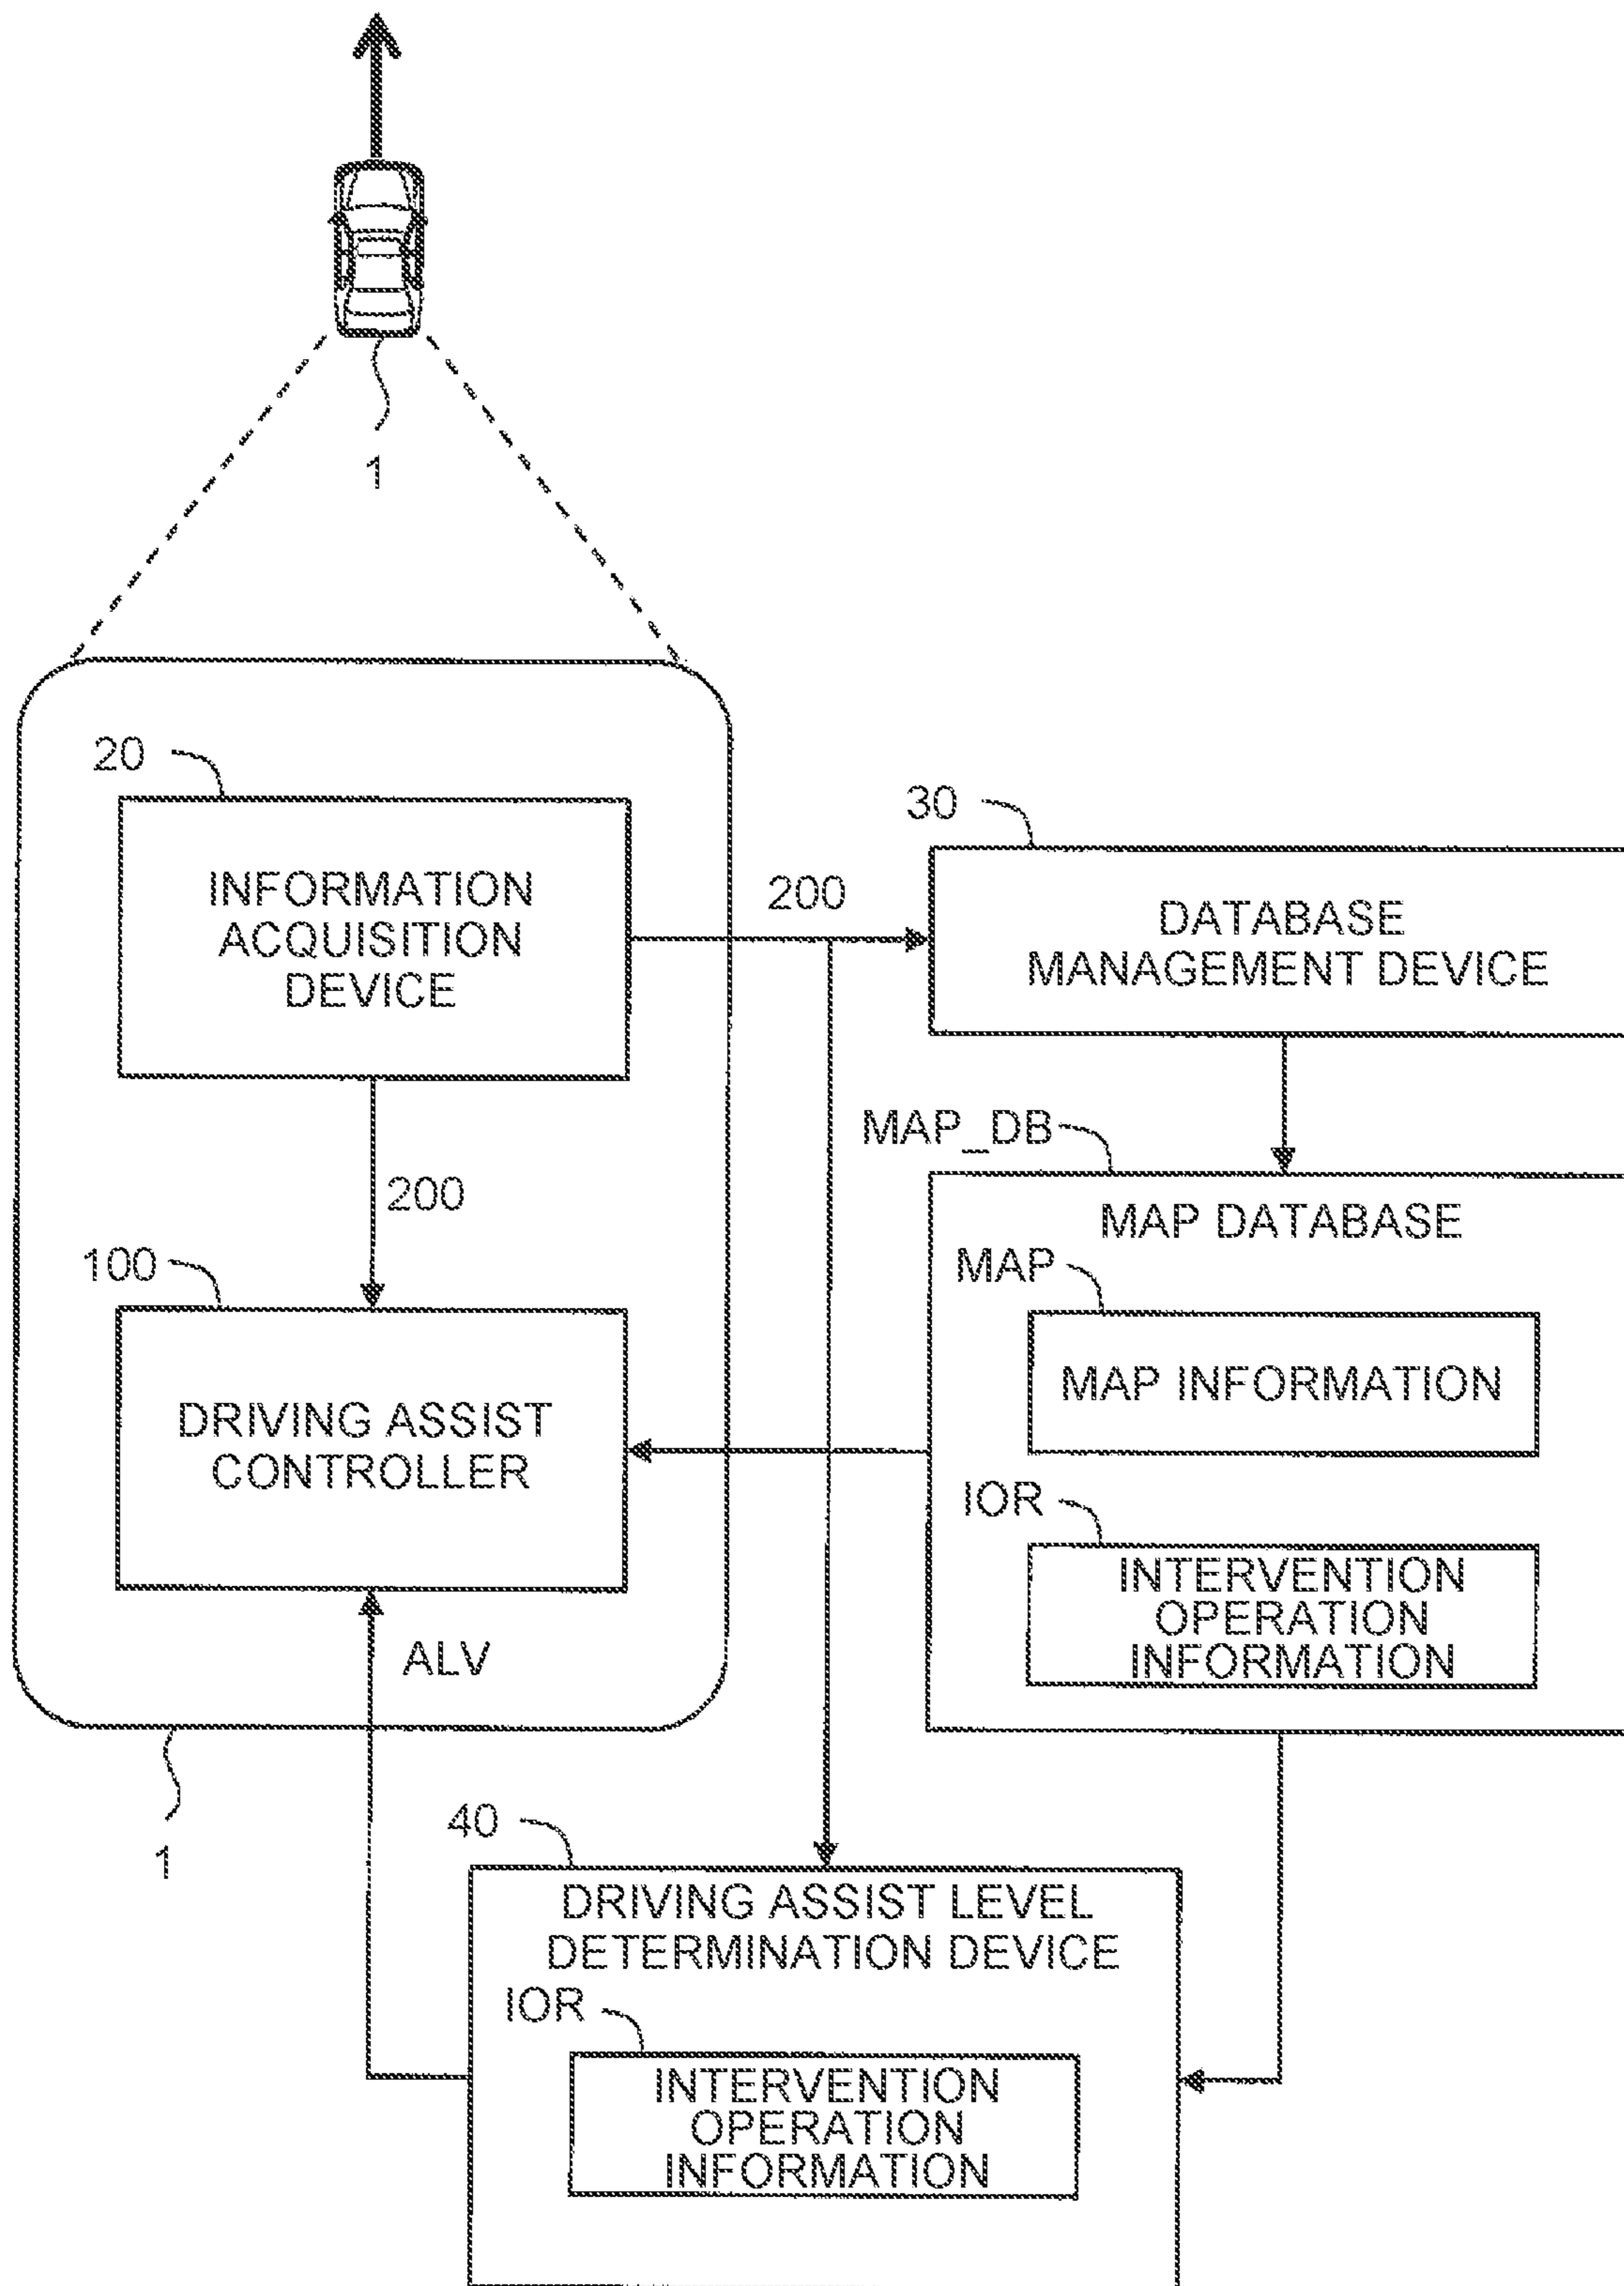 1
20
INFORMATION
ACQUISITION
DEVICE
200
30
DATABASE
MANAGEMENT DEVICE
200
MAP_DB
MAP DATABASE
MAP
MAP INFORMATION
100
DRIVING ASSIST
CONTROLLER
IOR
INTERVENTION
OPERATION
INFORMATION
ALV
1
40
DRIVING ASSIST LEVEL
DETERMINATION DEVICE
IOR
INTERVENTION
OPERATION
INFORMATION